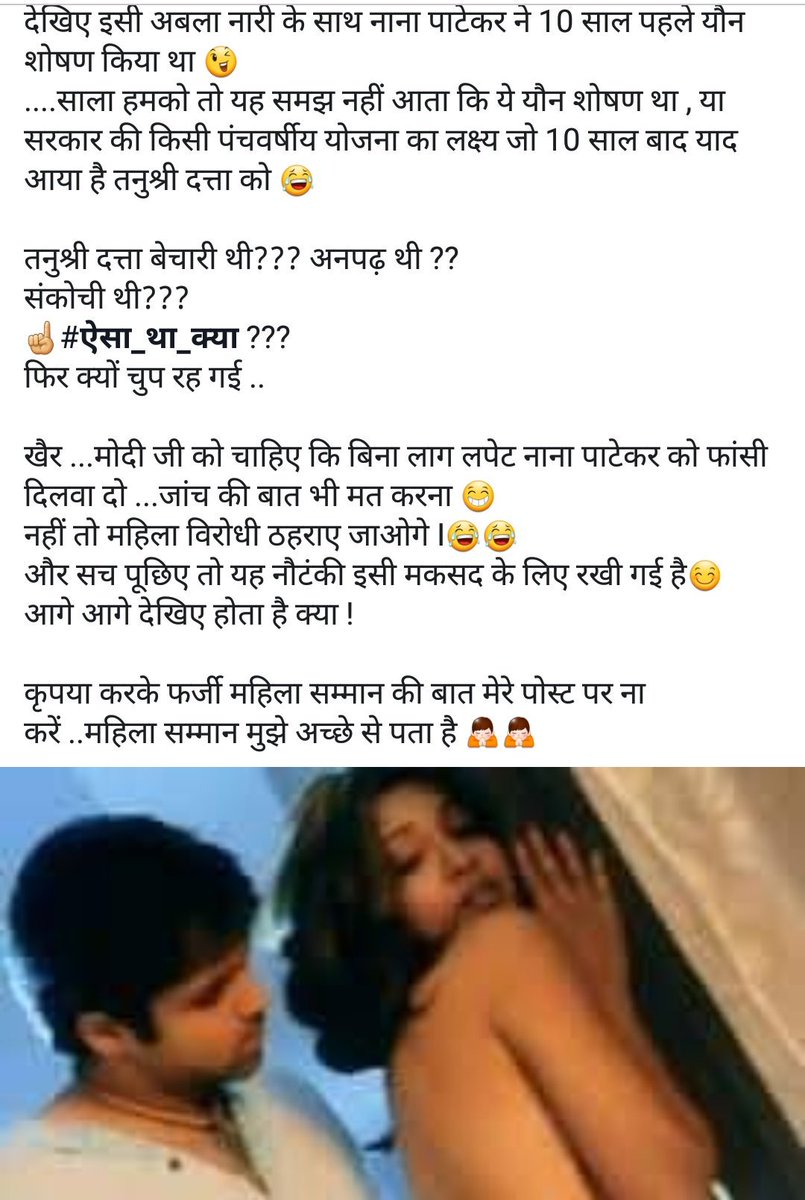 देखिए इसी अबला नारी के साथ नाना पाटेकर ने 10 साल पहले यौन
शोषण किया था 😉
....साला हमको तो यह समझ नहीं आता कि ये यौन शोषण था , या
सरकार की किसी पंचवर्षीय योजना का लक्ष्य जो 10 साल बाद याद
आया है तनुश्री दत्ता को 😂
तनुश्री दत्ता बेचारी थी??? अनपढ़ थी ??
संकोची थी???
☝#ऐसा_था_क्या ???
फिर क्यों चुप रह गई ..
खैर ...मोदी जी को चाहिए कि बिना लाग लपेट नाना पाटेकर को फांसी
दिलवा दो ...जांच की बात भी मत करना 😁
नहीं तो महिला विरोधी ठहराए जाओगे l😂😂
और सच पूछिए तो यह नौटंकी इसी मकसद के लिए रखी गई है😊
आगे आगे देखिए होता है क्या !
कृपया करके फर्जी महिला सम्मान की बात मेरे पोस्ट पर ना
करें ..महिला सम्मान मुझे अच्छे से पता है 🙏🙏